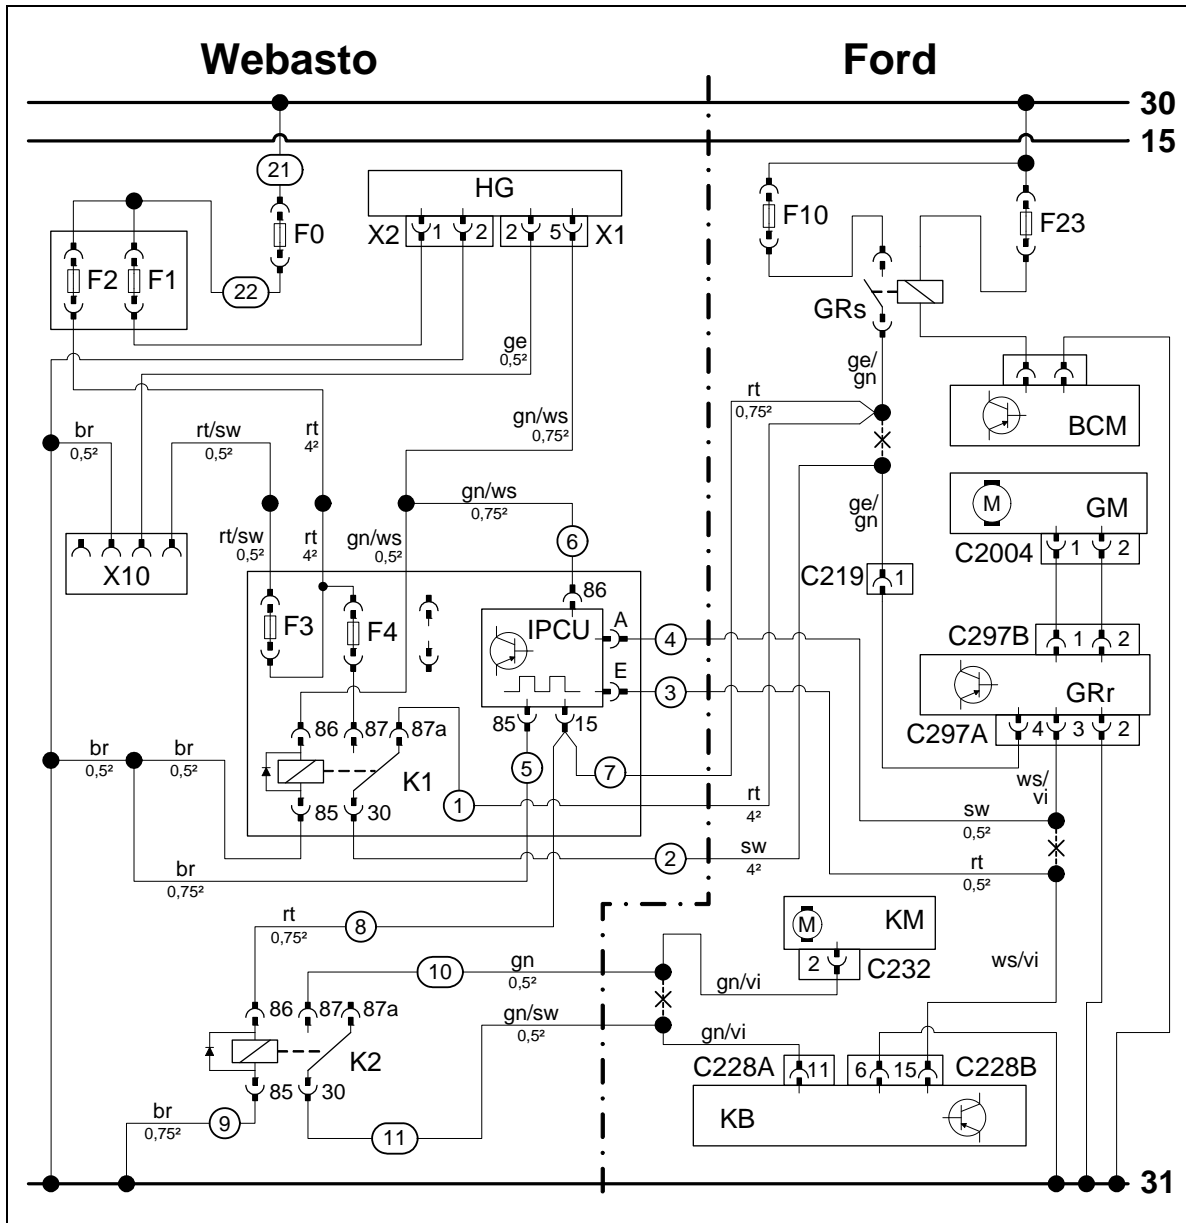 Webasto
Ford
30
15
21
HG
F0
X2 1 2 2 5 X1
F10
F23
F2 F1
22
GRs
ge
0,5²
ge/
gn
rt
0,75²
BCM
gn/ws
0,75²
br
0,5²
rt/sw
0,5²
rt
4²
gn/ws
0,75²
M
GM
ge/
gn
rt/sw
0,5²
rt
4²
gn/ws
0,5²
6
C2004 1 2
X10
C219 1
86
F3
F4
IPCU
A
4
C297B 1 2
E
3
GRr
85 15
86 87 87a
C297A 4 3 2
br
0,5²
br
0,5²
5
7
K1
1
ws/
vi
rt
4²
sw
0,5²
85 30
br
0,75²
2
sw
4²
rt
0,5²
rt
0,75²
8
M
KM
10
gn
0,5²
2 C232
ws/vi
gn/vi
86 87 87a
gn/sw
0,5²
gn/vi
K2
C228A 11 6 15 C228B
85 30
br
0,75²
9
11
KB
31